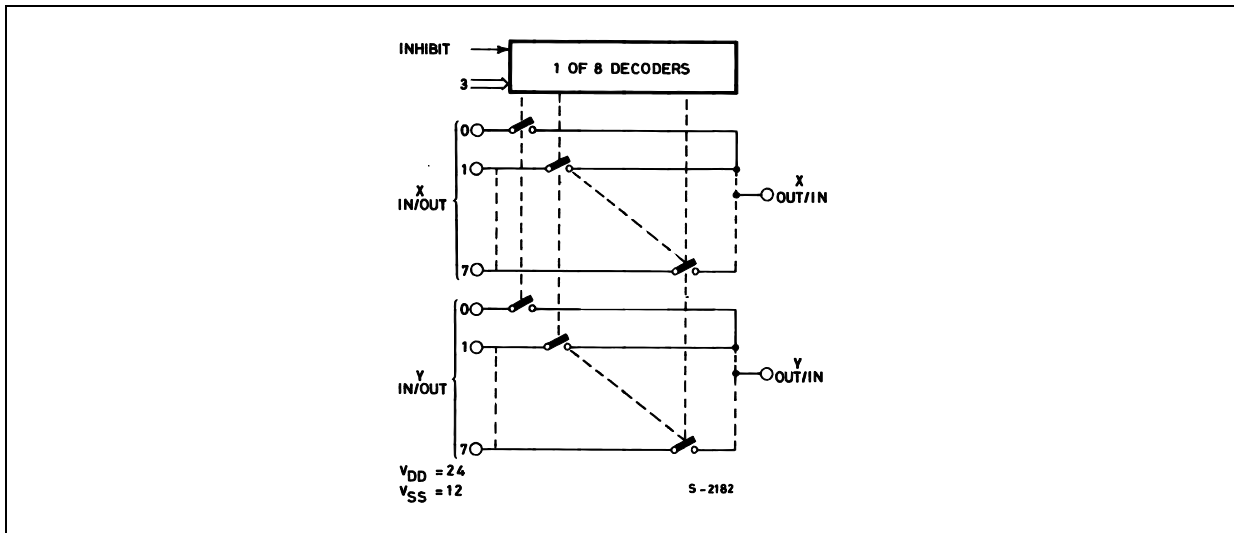 INHIBIT
1 OF 8 DECODERS
3
0
1
X
IN/OUT
X
OUT/IN
7
0
1
Y
IN/OUT
Y
OUT/IN
7
VDD = 24
VSS = 12
S-2182